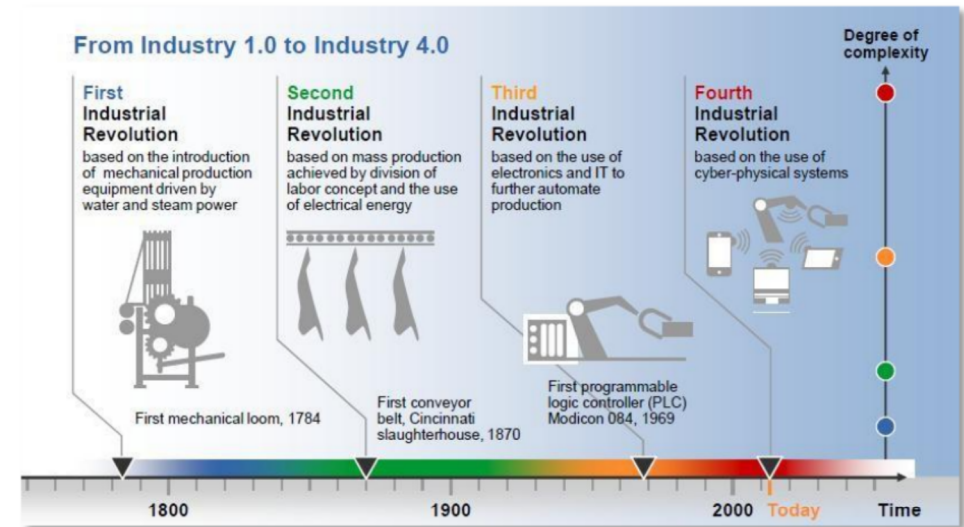 From Industry 1.0 to Industry 4.0
Degree of
complexity
First
Industrial
Revolution
based on the introduction
of mechanical production
equipment driven by
water and steam power
Second
Industrial
Revolution
based on mass production
achieved by division of
labor concept and the use
of electrical energy
Third
Industrial
Revolution
based on the use of
electronics and IT to
further automate
production
Fourth
Industrial
Revolution
based on the use of
cyber-physical systems
First mechanical loom, 1784
First conveyor
belt, Cincinnati
slaughterhouse, 1870
First programmable
logic controller (PLC)
Modicon 084, 1969
1800
1900
2000
Today
Time